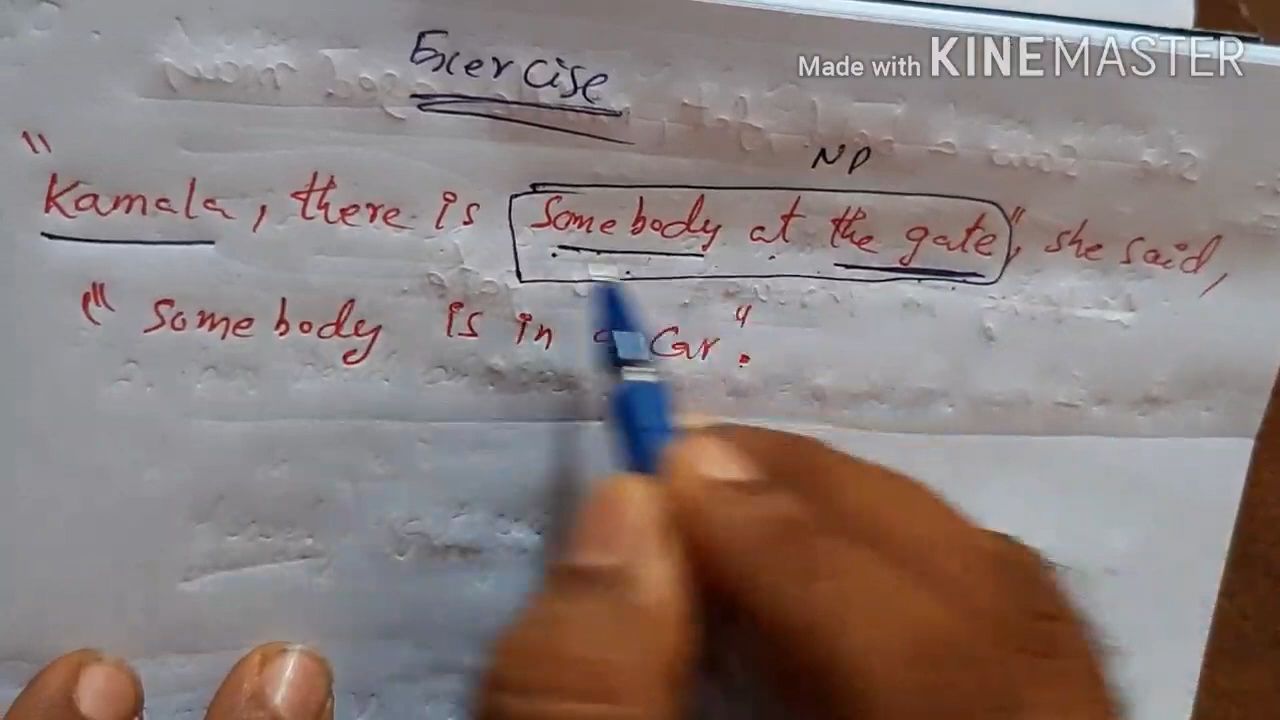 Exercise
Made with KINEMASTER
NP
"Kamala, there is Somebody at the gate", she said,
"Somebody is in a Car."